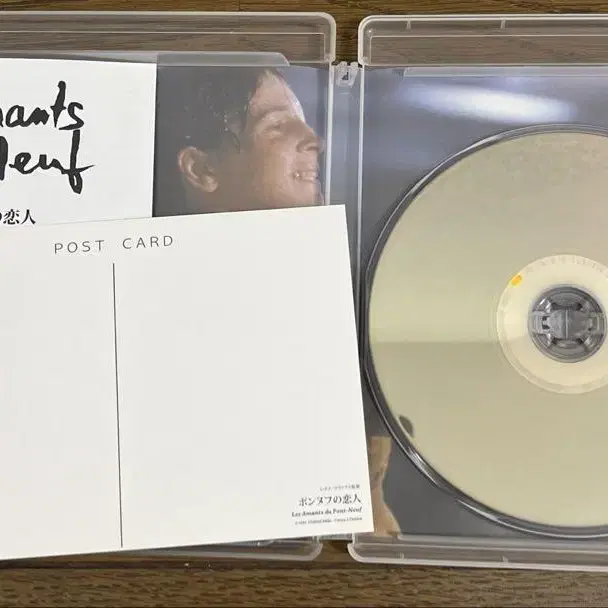 mants
Neuf
の恋人
POST CARD
レオス・カラックス監督
ポンヌフの恋人
Les Amants du Pont-Neuf